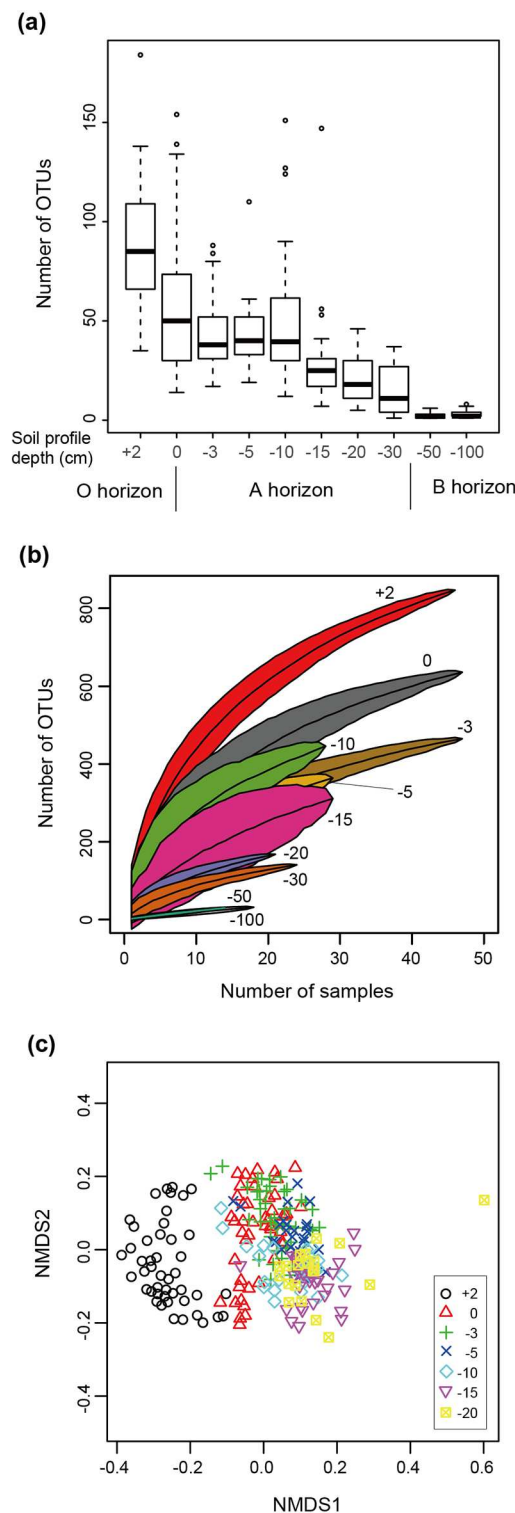 (a)
Number of OTUs
150
100
50
0
Soil profile
depth (cm)
+2 0 -3 -5 -10 -15 -20 -30 -50 -100
O horizon A horizon B horizon
(b)
Number of OTUs
800
600
400
200
0
+2
0
-3
-10
-5
-15
-20
-30
-50
-100
0 10 20 30 40 50
Number of samples
(c)
NMDS2
0.4
0.2
0.0
-0.2
-0.4
+2
0
-3
-5
-10
-15
-20
-0.4 -0.2 0.0 0.2 0.4 0.6
NMDS1